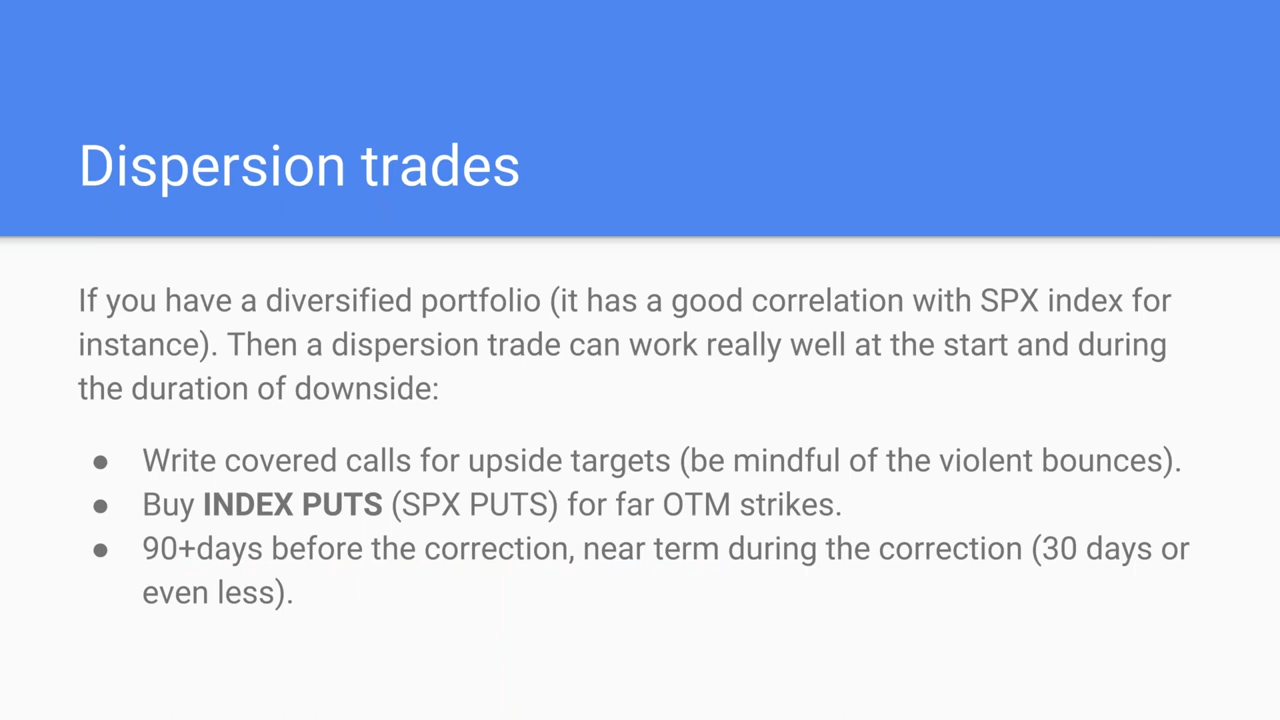 Dispersion trades
If you have a diversified portfolio (it has a good correlation with SPX index for
instance). Then a dispersion trade can work really well at the start and during
the duration of downside:
● Write covered calls for upside targets (be mindful of the violent bounces).
● Buy INDEX PUTS (SPX PUTS) for far OTM strikes.
● 90+days before the correction, near term during the correction (30 days or
even less).